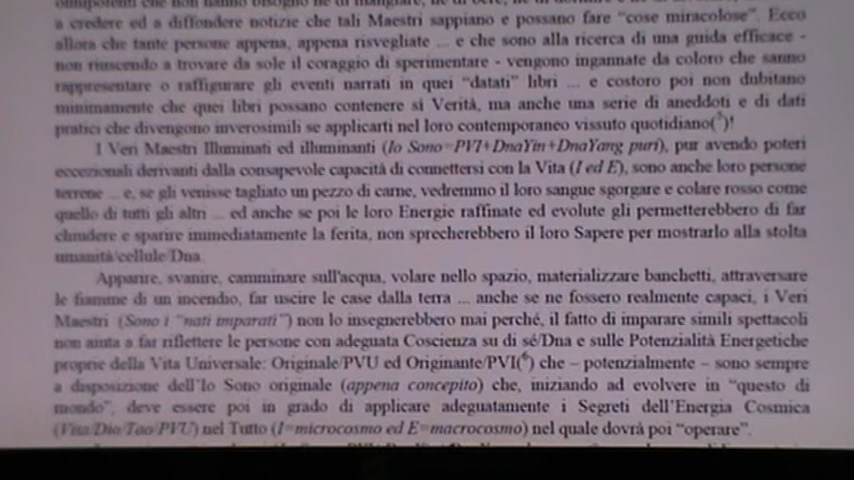 a credere ed a diffondere notizie che tali Maestri sappiano e possano fare "cose miracolose". Ecco
allora che tante persone appena, appena risvegliate ... e che sono alla ricerca di una guida efficace -
non riuscendo a trovare da sole il coraggio di sperimentare - vengono ingannate da coloro che sanno
rappresentare o raffigurare gli eventi narrati in quei "datati" libri ... e costoro poi non dubitano
minimamente che quei libri possano contenere si Verità, ma anche una serie di aneddoti e di dati
pratici che divengono inverosimili se applicarti nel loro contemporaneo vissuto quotidiano(5)!
I Veri Maestri Illuminati ed illuminanti (Io Sono=PVI+DnaYin+DnaYang puri), pur avendo poteri
eccezionali derivanti dalla consapevole capacità di connettersi con la Vita (I ed E), sono anche loro persone
terrene ... e, se gli venisse tagliato un pezzo di carne, vedremmo il loro sangue sgorgare e colare rosso come
quello di tutti gli altri ... ed anche se poi le loro Energie raffinate ed evolute gli permetterebbero di far
chiudere e sparire immediatamente la ferita, non sprecherebbero il loro Sapere per mostrarlo alla stolta
umanità/cellule/Dna.
Apparire, svanire, camminare sull'acqua, volare nello spazio, materializzare banchetti, attraversare
le fiamme di un incendio, far uscire le case dalla terra ... anche se ne fossero realmente capaci, i Veri
Maestri (Sono i "nati imparati") non lo insegnerebbero mai perché, il fatto di imparare simili spettacoli
non aiuta a far riflettere le persone con adeguata Coscienza su di sé/Dna e sulle Potenzialità Energetiche
proprie della Vita Universale: Originale/PVU ed Originante/PVI(6) che – potenzialmente – sono sempre
a disposizione dell'Io Sono originale (appena concepito) che, iniziando ad evolvere in "questo di
mondo", deve essere poi in grado di applicare adeguatamente i Segreti dell'Energia Cosmica
(Vita/Dio/Tao/PVU) nel Tutto (I=microcosmo ed E=macrocosmo) nel quale dovrà poi "operare".